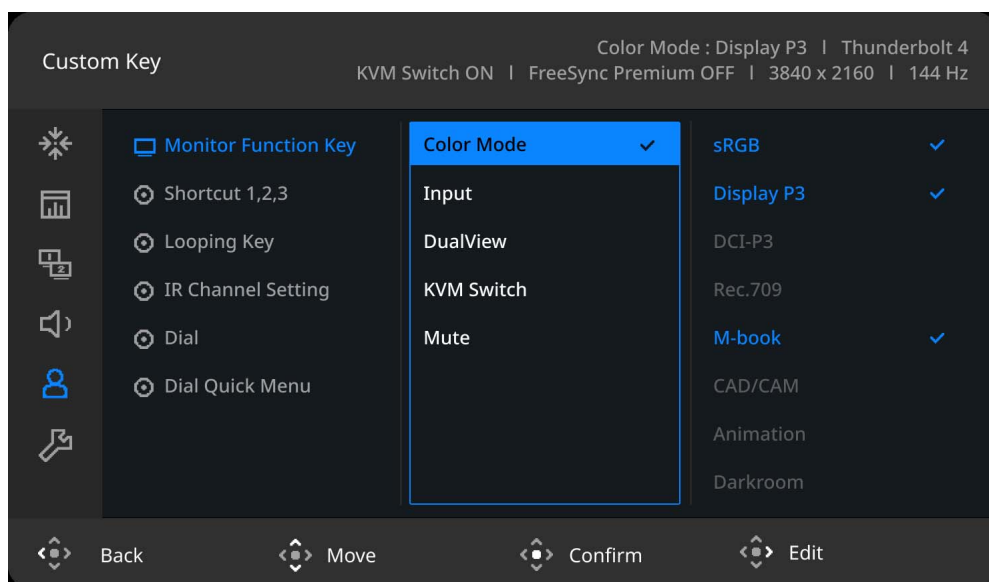 Custom Key
Color Mode : Display P3 I Thunderbolt 4
KVM Switch ON I FreeSync Premium OFF I 3840 x 2160 I 144 Hz
Monitor Function Key
Shortcut 1,2,3
Looping Key
IR Channel Setting
Dial
Dial Quick Menu
1
2
Color Mode
Input
DualView
KVM Switch
Mute
sRGB
Display P3
DCI-P3
Rec.709
M-book
CAD/CAM
Animation
Darkroom
Back
Move
Confirm
Edit